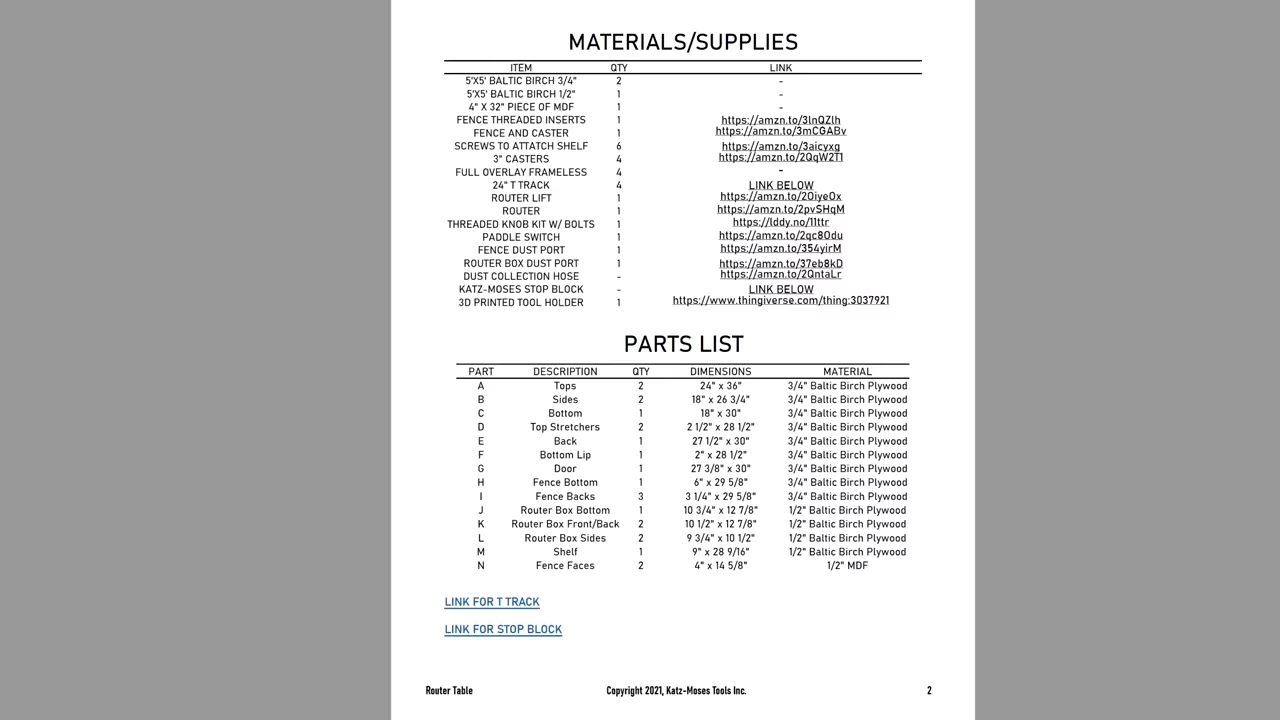 MATERIALS/SUPPLIES
ITEM QTY LINK
5'X5' BALTIC BIRCH 3/4" 2 -
5'X5' BALTIC BIRCH 1/2" 1 -
4" X 32" PIECE OF MDF 1 -
FENCE THREADED INSERTS 1 https://amzn.to/3lnQZlh
FENCE AND CASTER 1 https://amzn.to/3mCGABv
SCREWS TO ATTATCH SHELF 6 https://amzn.to/3aicyxg
3" CASTERS 4 https://amzn.to/2QqW2T1
FULL OVERLAY FRAMELESS 4 -
24" T TRACK 4 LINK BELOW
ROUTER LIFT 1 https://amzn.to/2OiyeOx
ROUTER 1 https://amzn.to/2pvSHqM
THREADED KNOB KIT W/ BOLTS 1 https://lddy.no/11ttr
PADDLE SWITCH 1 https://amzn.to/2qc8Odu
FENCE DUST PORT 1 https://amzn.to/354yirM
ROUTER BOX DUST PORT 1 https://amzn.to/37eb8kD
DUST COLLECTION HOSE - https://amzn.to/2QntaLr
KATZ-MOSES STOP BLOCK - LINK BELOW
3D PRINTED TOOL HOLDER 1 https://www.thingiverse.com/thing:3037921
PARTS LIST
PART DESCRIPTION QTY DIMENSIONS MATERIAL
A Tops 2 24" x 36" 3/4" Baltic Birch Plywood
B Sides 2 18" x 26 3/4" 3/4" Baltic Birch Plywood
C Bottom 1 18" x 30" 3/4" Baltic Birch Plywood
D Top Stretchers 2 2 1/2" x 28 1/2" 3/4" Baltic Birch Plywood
E Back 1 27 1/2" x 30" 3/4" Baltic Birch Plywood
F Bottom Lip 1 2" x 28 1/2" 3/4" Baltic Birch Plywood
G Door 1 27 3/8" x 30" 3/4" Baltic Birch Plywood
H Fence Bottom 1 6" x 29 5/8" 3/4" Baltic Birch Plywood
I Fence Backs 3 3 1/4" x 29 5/8" 3/4" Baltic Birch Plywood
J Router Box Bottom 1 10 3/4" x 12 7/8" 1/2" Baltic Birch Plywood
K Router Box Front/Back 2 10 1/2" x 12 7/8" 1/2" Baltic Birch Plywood
L Router Box Sides 2 9 3/4" x 10 1/2" 1/2" Baltic Birch Plywood
M Shelf 1 9" x 28 9/16" 1/2" Baltic Birch Plywood
N Fence Faces 2 4" x 14 5/8" 1/2" MDF
LINK FOR T TRACK
LINK FOR STOP BLOCK
Router Table Copyright 2021, Katz-Moses Tools Inc. 2